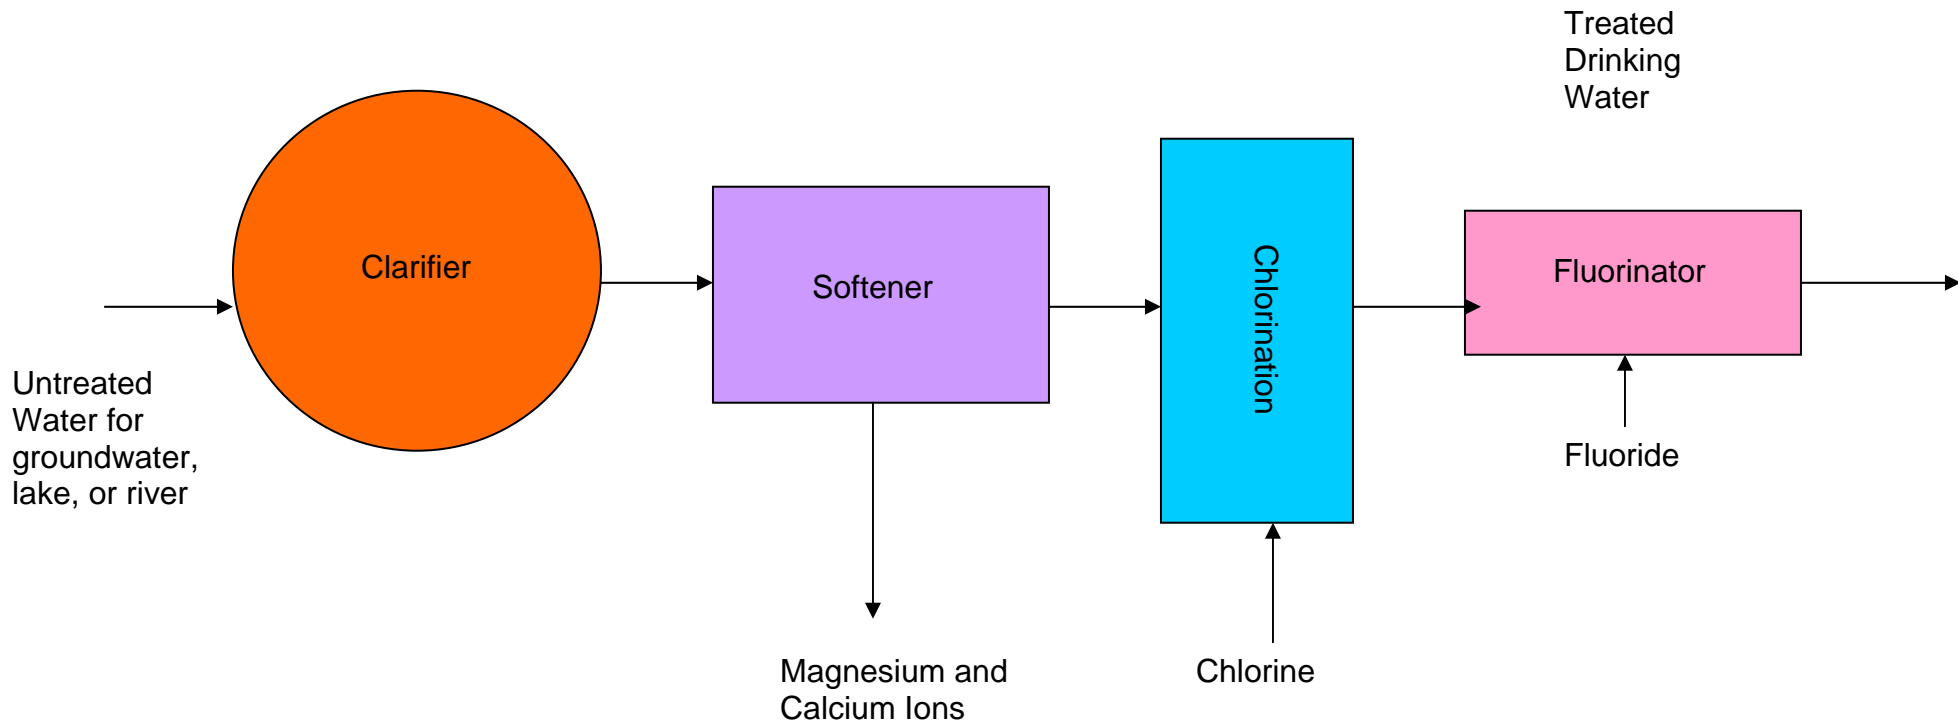 Treated
Drinking
Water
Clarifier
Softener
Chlorination
Fluorinator
Untreated
Water for
groundwater,
lake, or river
Fluoride
Magnesium and
Calcium Ions
Chlorine